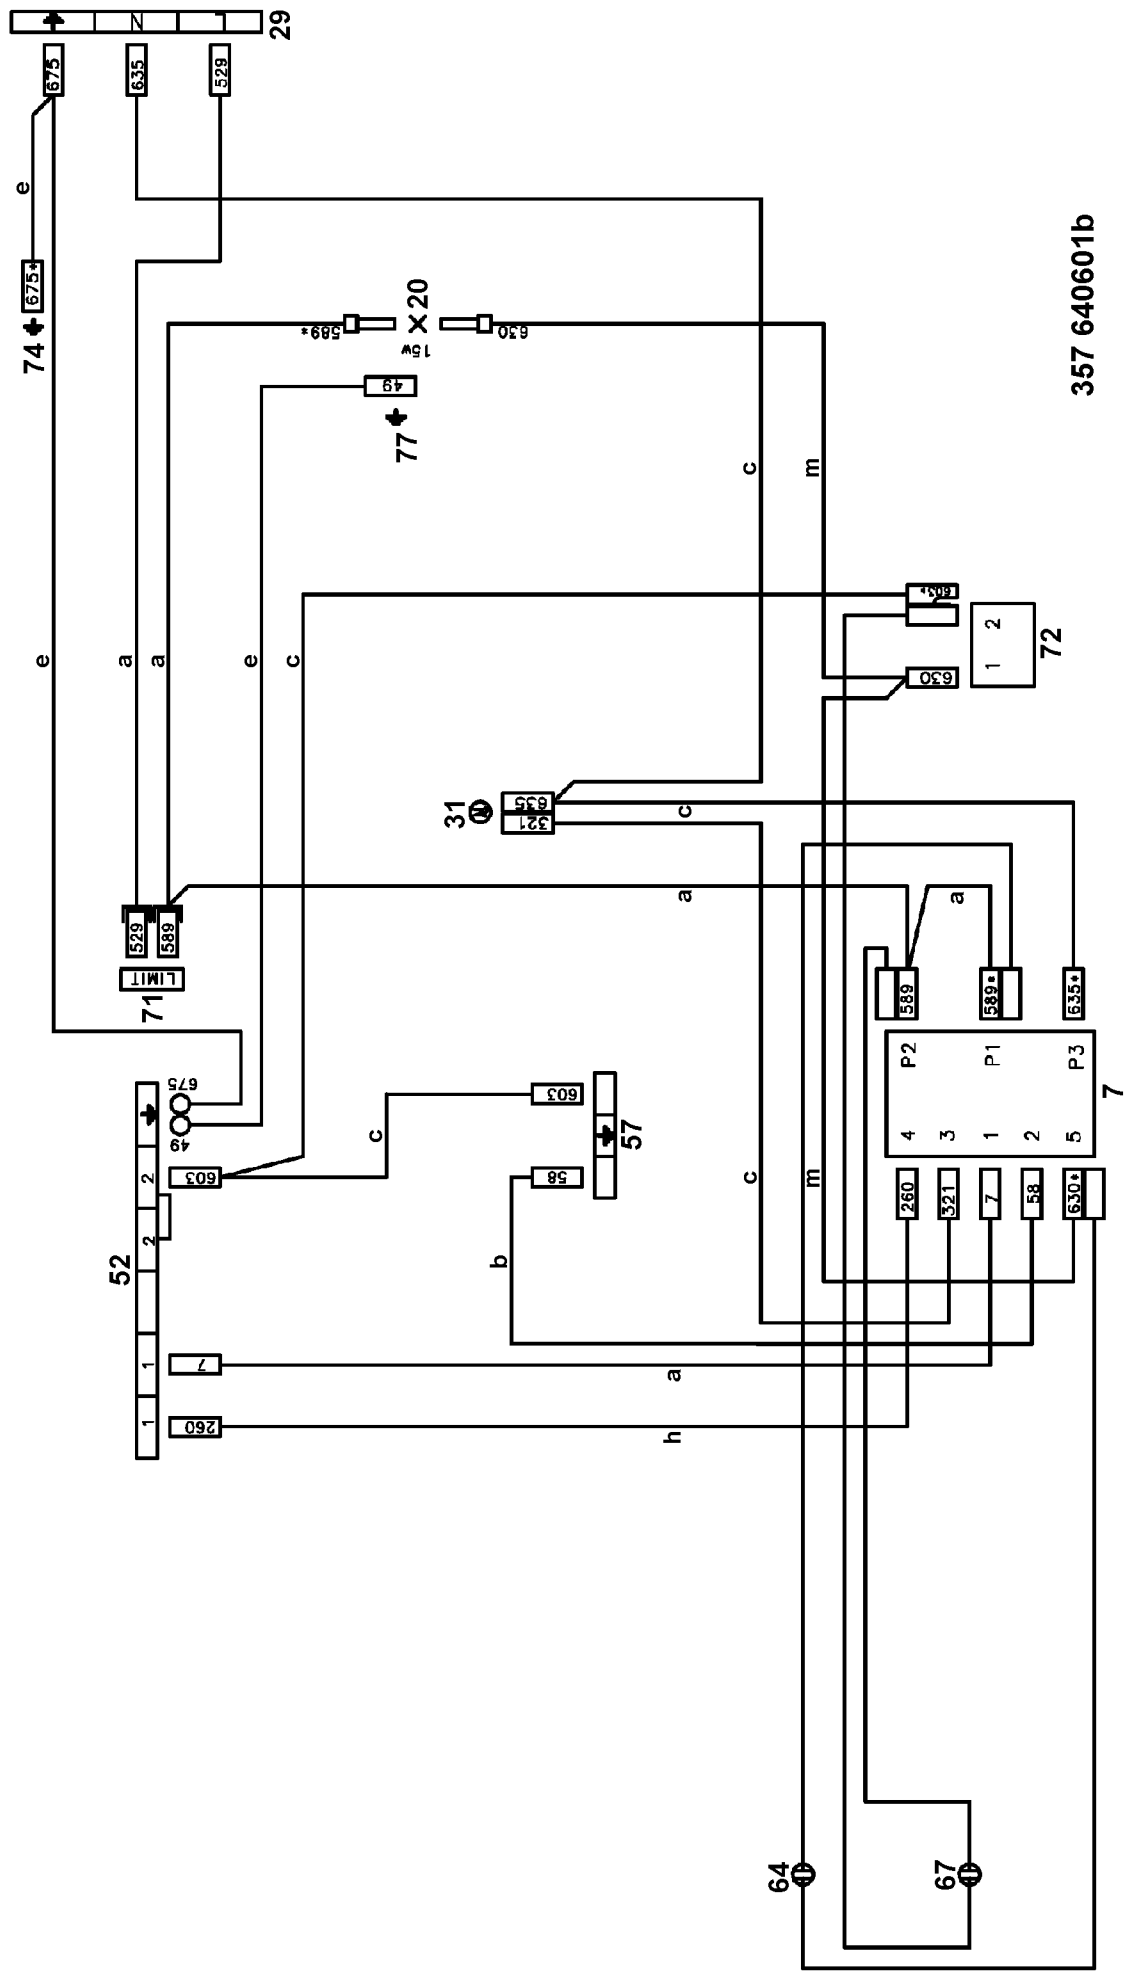 N
L
29
675
635
529
e
675*
74
589*
20
15w
630
49
77
357 640601b
c
m
e
a
a
e
c
603*
2
1
72
630
31
N
635
321
c
529
589
LIMIT
71
a
a
589
589*
635*
P2
P1
P3
4
3
1
2
5
7
675
49
603
2
2
52
1
1
c
603
57
58
b
c
m
260
321
7
58
630*
7
260
a
h
64
67